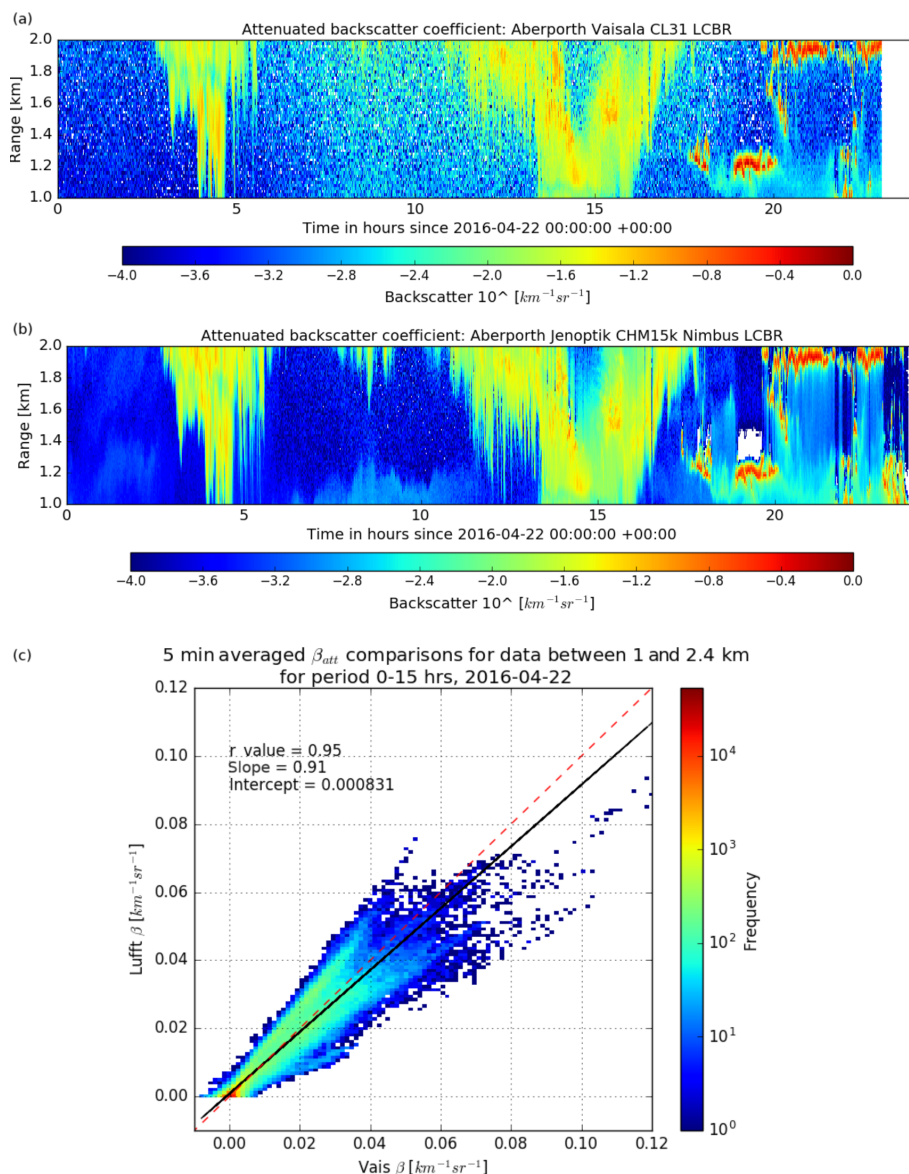 (a)
Attenuated backscatter coefficient: Aberporth Vaisala CL31 LCBR
2.0
1.8
1.6
1.4
1.2
1.0
Range [km]
0 5 10 15 20
Time in hours since 2016-04-22 00:00:00 +00:00
−4.0 −3.6 −3.2 −2.8 −2.4 −2.0 −1.6 −1.2 −0.8 −0.4 0.0
Backscatter 10^ [km⁻¹sr⁻¹]
(b)
Attenuated backscatter coefficient: Aberporth Jenoptik CHM15k Nimbus LCBR
2.0
1.8
1.6
1.4
1.2
1.0
Range [km]
0 5 10 15 20
Time in hours since 2016-04-22 00:00:00 +00:00
−4.0 −3.6 −3.2 −2.8 −2.4 −2.0 −1.6 −1.2 −0.8 −0.4 0.0
Backscatter 10^ [km⁻¹sr⁻¹]
(c)
5 min averaged β_att comparisons for data between 1 and 2.4 km
for period 0-15 hrs, 2016-04-22
r value = 0.95
Slope = 0.91
Intercept = 0.000831
0.12
0.10
0.08
0.06
0.04
0.02
0.00
Lufft β [km⁻¹sr⁻¹]
0.00 0.02 0.04 0.06 0.08 0.10 0.12
Vais β [km⁻¹sr⁻¹]
10⁴
10³
10²
10¹
10⁰
Frequency